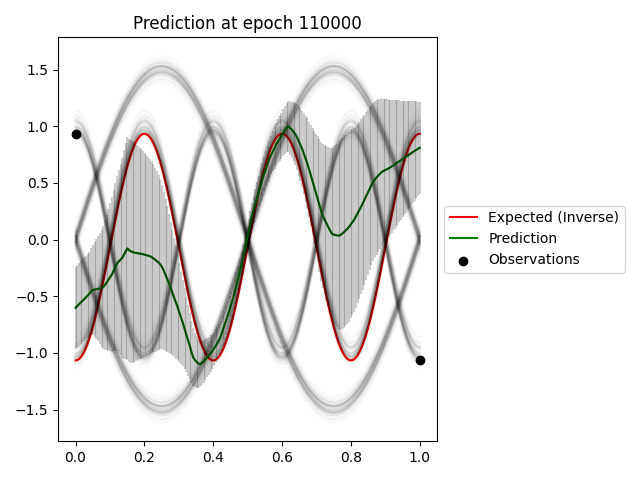 Prediction at epoch 110000
1.5
1.0
0.5
0.0
−0.5
−1.0
−1.5
0.0 0.2 0.4 0.6 0.8 1.0
Expected (Inverse)
Prediction
Observations